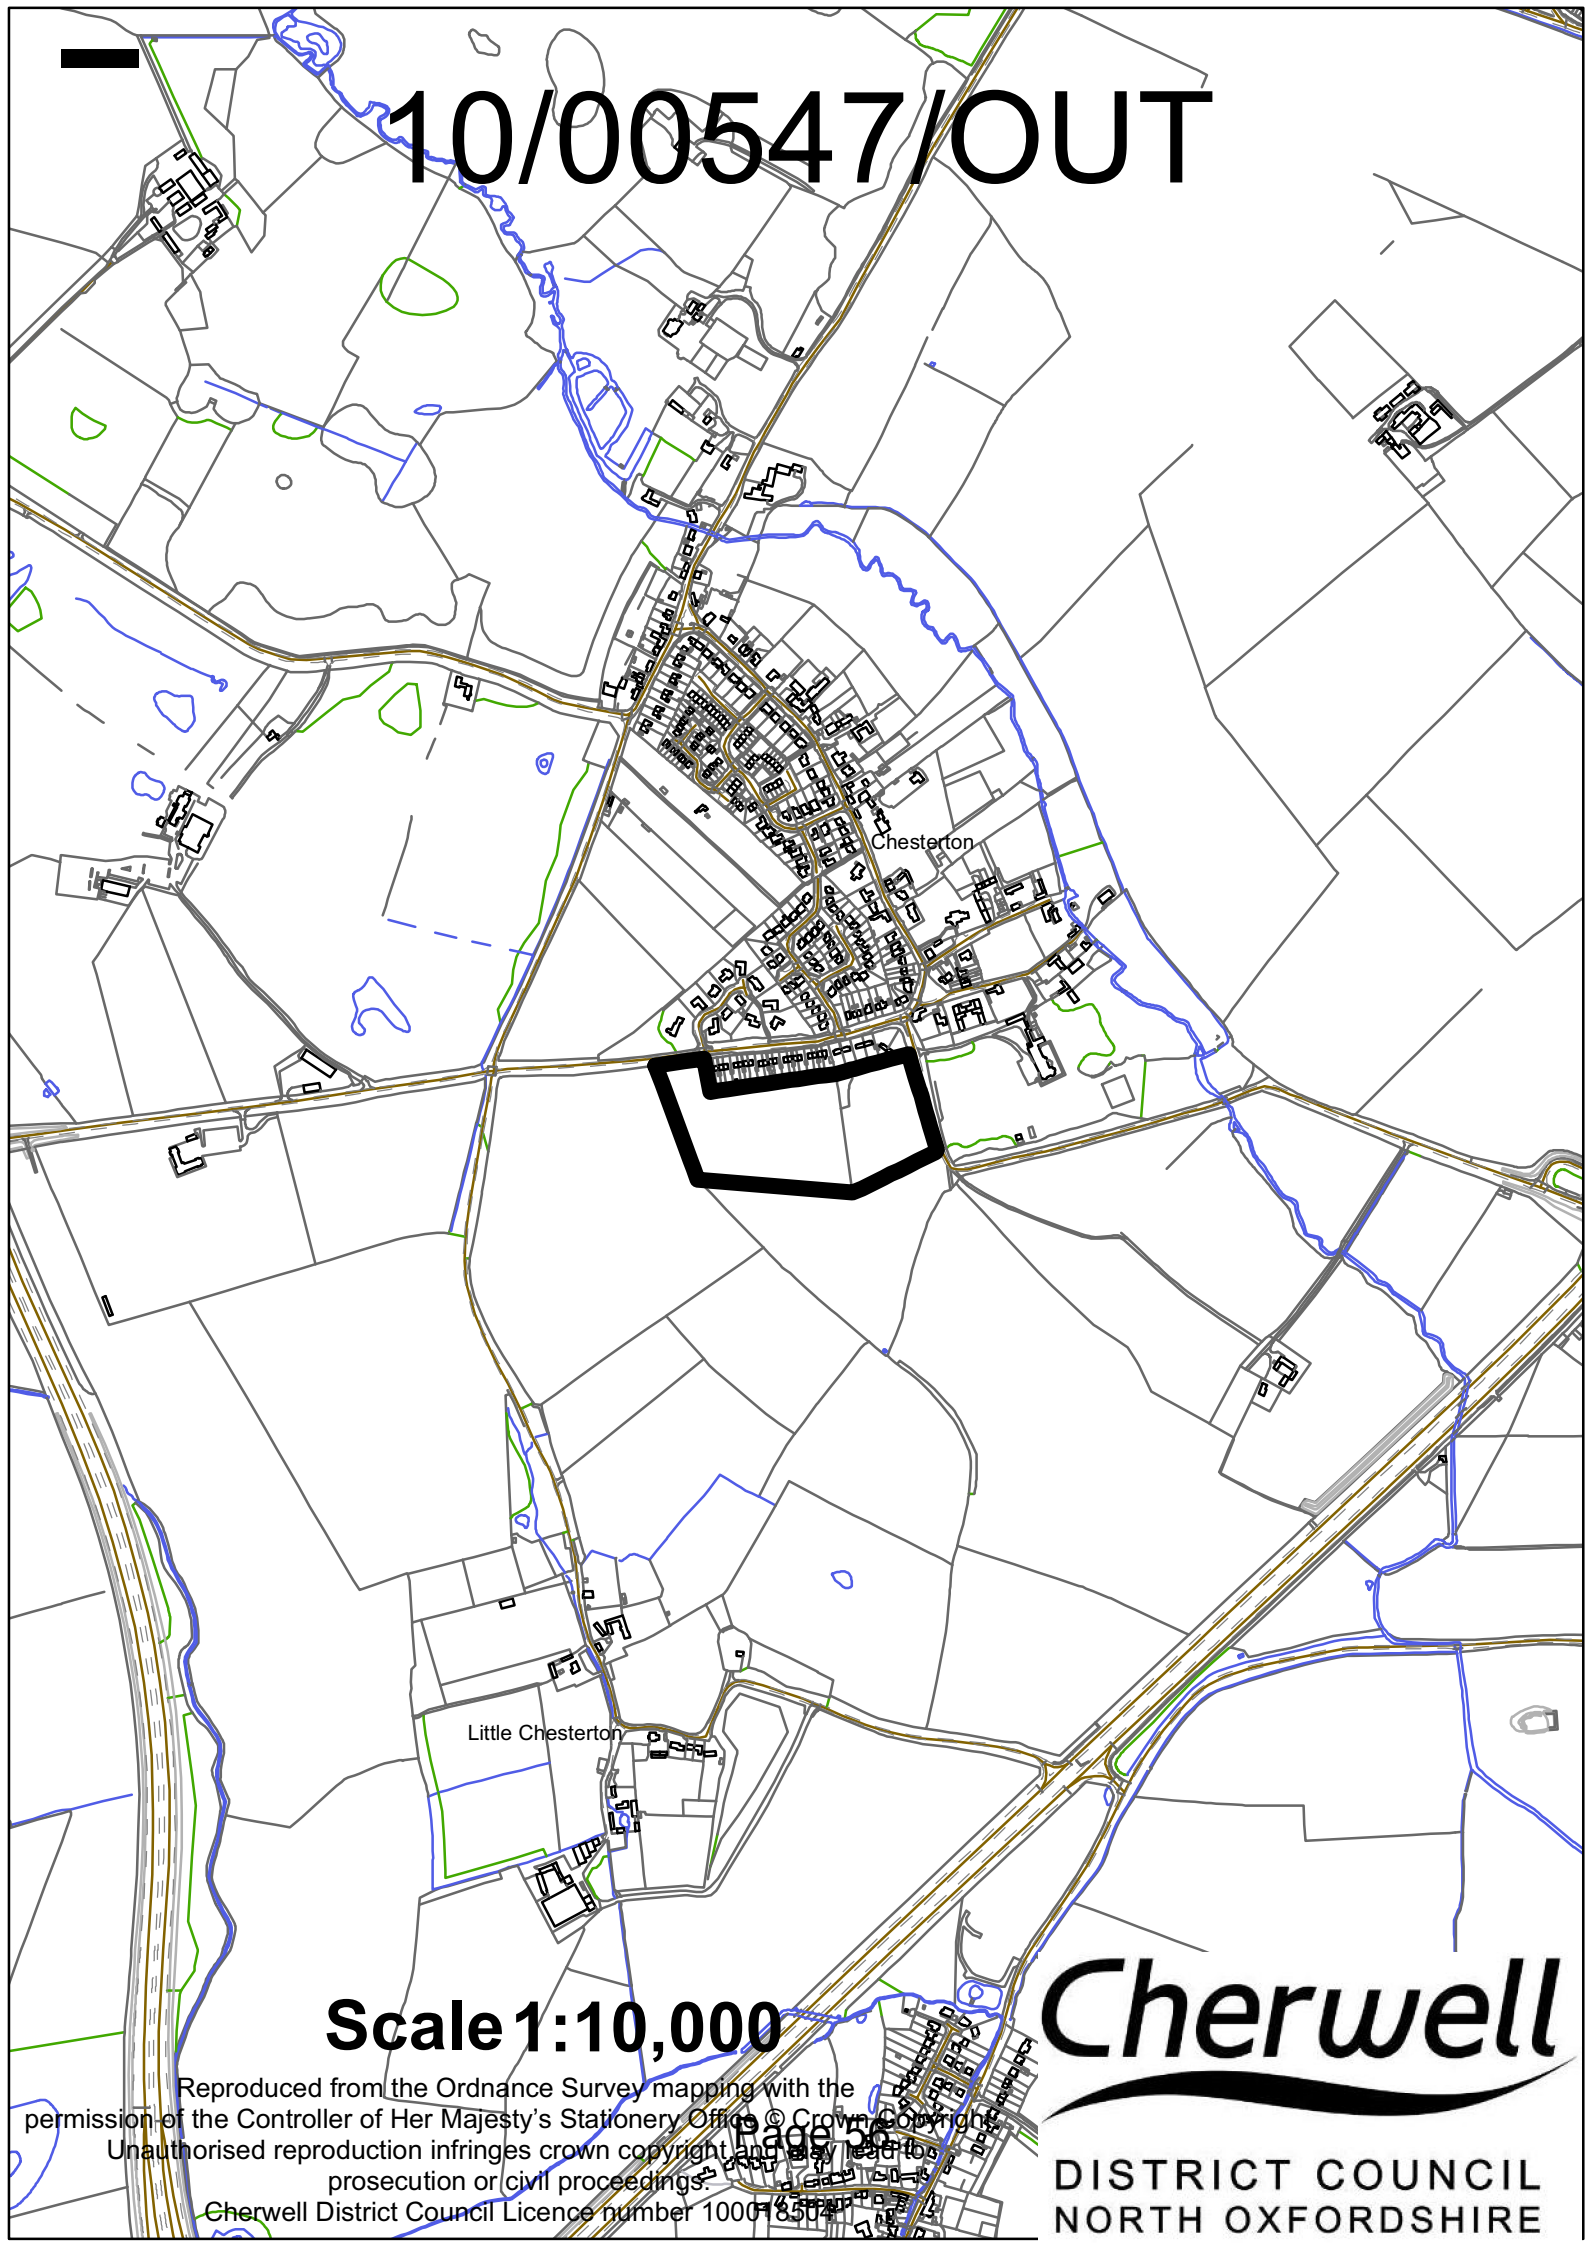 10/00547/OUT
Chesterton
Little Chesterton
Scale 1:10,000
Reproduced from the Ordnance Survey mapping with the
permission of the Controller of Her Majesty's Stationery Office © Crown Copyright
Unauthorised reproduction infringes crown copyright and may lead to
prosecution or civil proceedings.
Cherwell District Council Licence number 100018504
Page 56
Cherwell
DISTRICT COUNCIL
NORTH OXFORDSHIRE